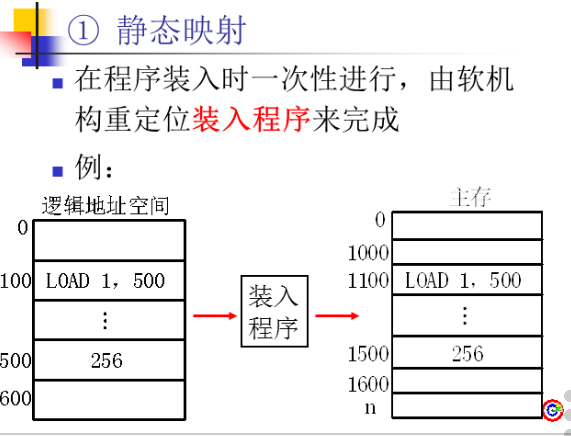 ① 静态映射
在程序装入时一次性进行，由软机
构重定位装入程序来完成
例：
逻辑地址空间
0
100 LOAD 1，500
⋮
500 256
600
装入
程序
主存
0
1000
1100 LOAD 1，500
⋮
1500 256
1600
n